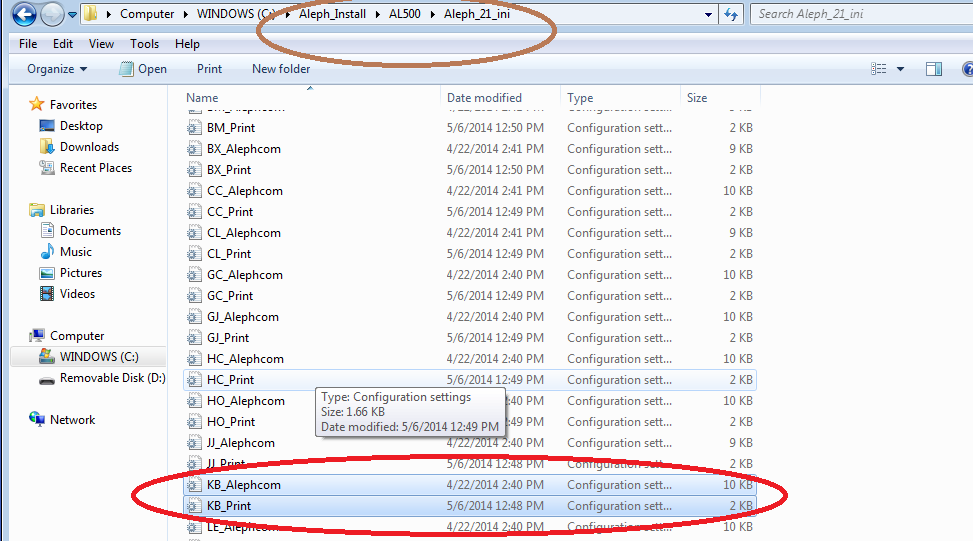 Computer WINDOWS (C:) Aleph_Install AL500 Aleph_21_ini Search Aleph_21_ini
File Edit View Tools Help
Organize Open Print New folder
Name Date modified Type Size
Favorites
Desktop
Downloads
Recent Places
Libraries
Documents
Music
Pictures
Videos
Computer
WINDOWS (C:)
Removable Disk (D:)
Network
BM_Print 5/6/2014 12:50 PM Configuration sett... 2 KB
BX_Alephcom 4/22/2014 2:41 PM Configuration sett... 9 KB
BX_Print 5/6/2014 12:50 PM Configuration sett... 2 KB
CC_Alephcom 4/22/2014 2:41 PM Configuration sett... 10 KB
CC_Print 5/6/2014 12:49 PM Configuration sett... 2 KB
CL_Alephcom 4/22/2014 2:41 PM Configuration sett... 9 KB
CL_Print 5/6/2014 12:49 PM Configuration sett... 2 KB
GC_Alephcom 4/22/2014 2:40 PM Configuration sett... 10 KB
GC_Print 5/6/2014 12:49 PM Configuration sett... 2 KB
GJ_Alephcom 4/22/2014 2:40 PM Configuration sett... 10 KB
GJ_Print 5/6/2014 12:49 PM Configuration sett... 2 KB
HC_Alephcom 4/22/2014 2:40 PM Configuration sett... 10 KB
HC_Print 5/6/2014 12:49 PM Configuration sett... 2 KB
Type: Configuration settings
Size: 1.66 KB
Date modified: 5/6/2014 12:49 PM
HO_Alephcom 2:40 PM Configuration sett... 10 KB
HO_Print 12:49 PM Configuration sett... 2 KB
JJ_Alephcom 4/22/2014 2:40 PM Configuration sett... 9 KB
JJ_Print 5/6/2014 12:48 PM Configuration sett... 2 KB
KB_Alephcom 4/22/2014 2:40 PM Configuration sett... 10 KB
KB_Print 5/6/2014 12:48 PM Configuration sett... 2 KB
LE_Alephcom 4/22/2014 2:40 PM Configuration sett... 10 KB